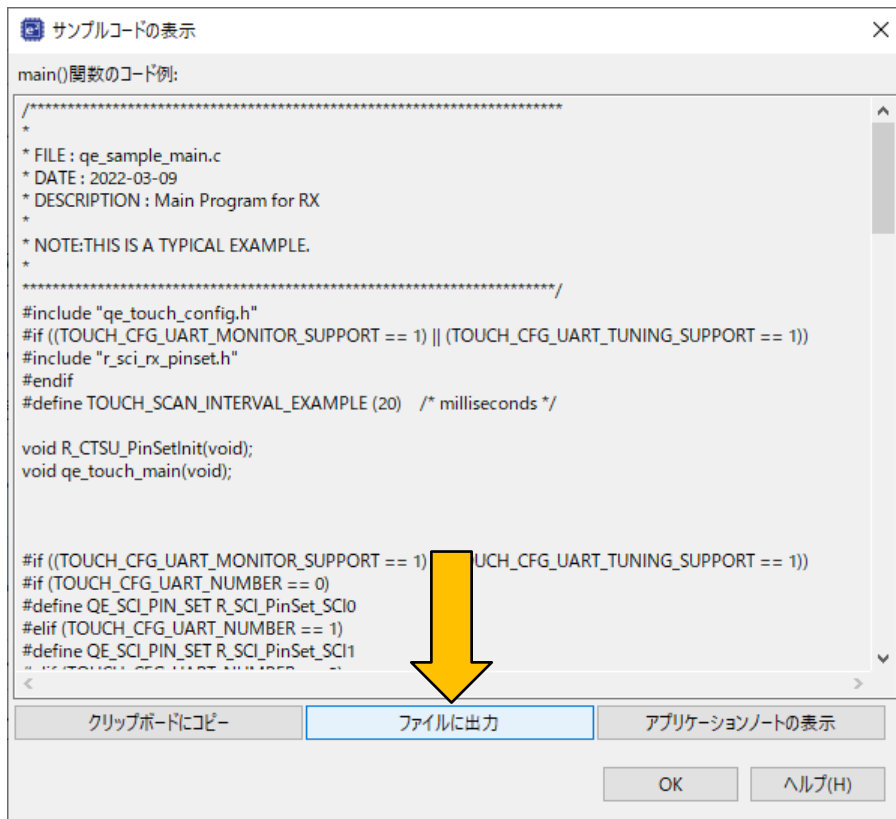 サンプルコードの表示
main()関数のコード例:
/***********************************************************************
*
* FILE : qe_sample_main.c
* DATE : 2022-03-09
* DESCRIPTION : Main Program for RX
*
* NOTE:THIS IS A TYPICAL EXAMPLE.
*
***********************************************************************/
#include "qe_touch_config.h"
#if ((TOUCH_CFG_UART_MONITOR_SUPPORT == 1) || (TOUCH_CFG_UART_TUNING_SUPPORT == 1))
#include "r_sci_rx_pinset.h"
#endif
#define TOUCH_SCAN_INTERVAL_EXAMPLE (20) /* milliseconds */
void R_CTSU_PinSetInit(void);
void qe_touch_main(void);
#if ((TOUCH_CFG_UART_MONITOR_SUPPORT == 1) UCH_CFG_UART_TUNING_SUPPORT == 1))
#if (TOUCH_CFG_UART_NUMBER == 0)
#define QE_SCI_PIN_SET R_SCI_PinSet_SCI0
#elif (TOUCH_CFG_UART_NUMBER == 1)
#define QE_SCI_PIN_SET R_SCI_PinSet_SCI1
クリップボードにコピー ファイルに出力 アプリケーションノートの表示
OK ヘルプ(H)